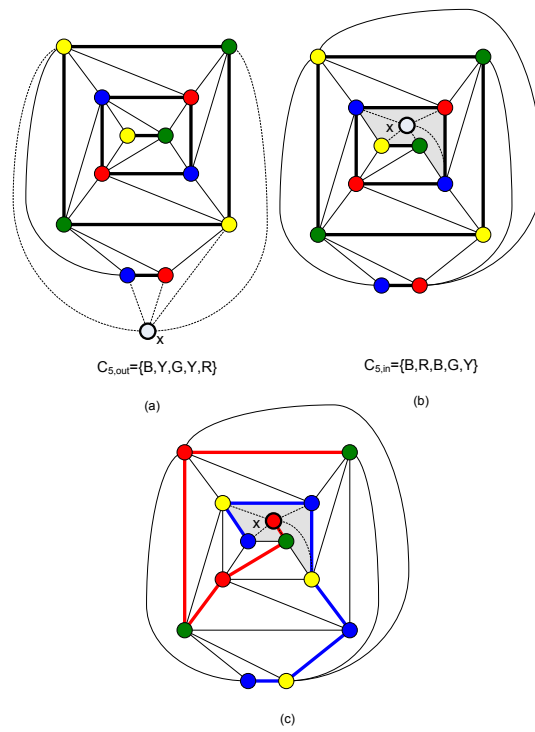 x
x
C5,out={B,Y,G,Y,R}
C5,in={B,R,B,G,Y}
(a)
(b)
x
(c)